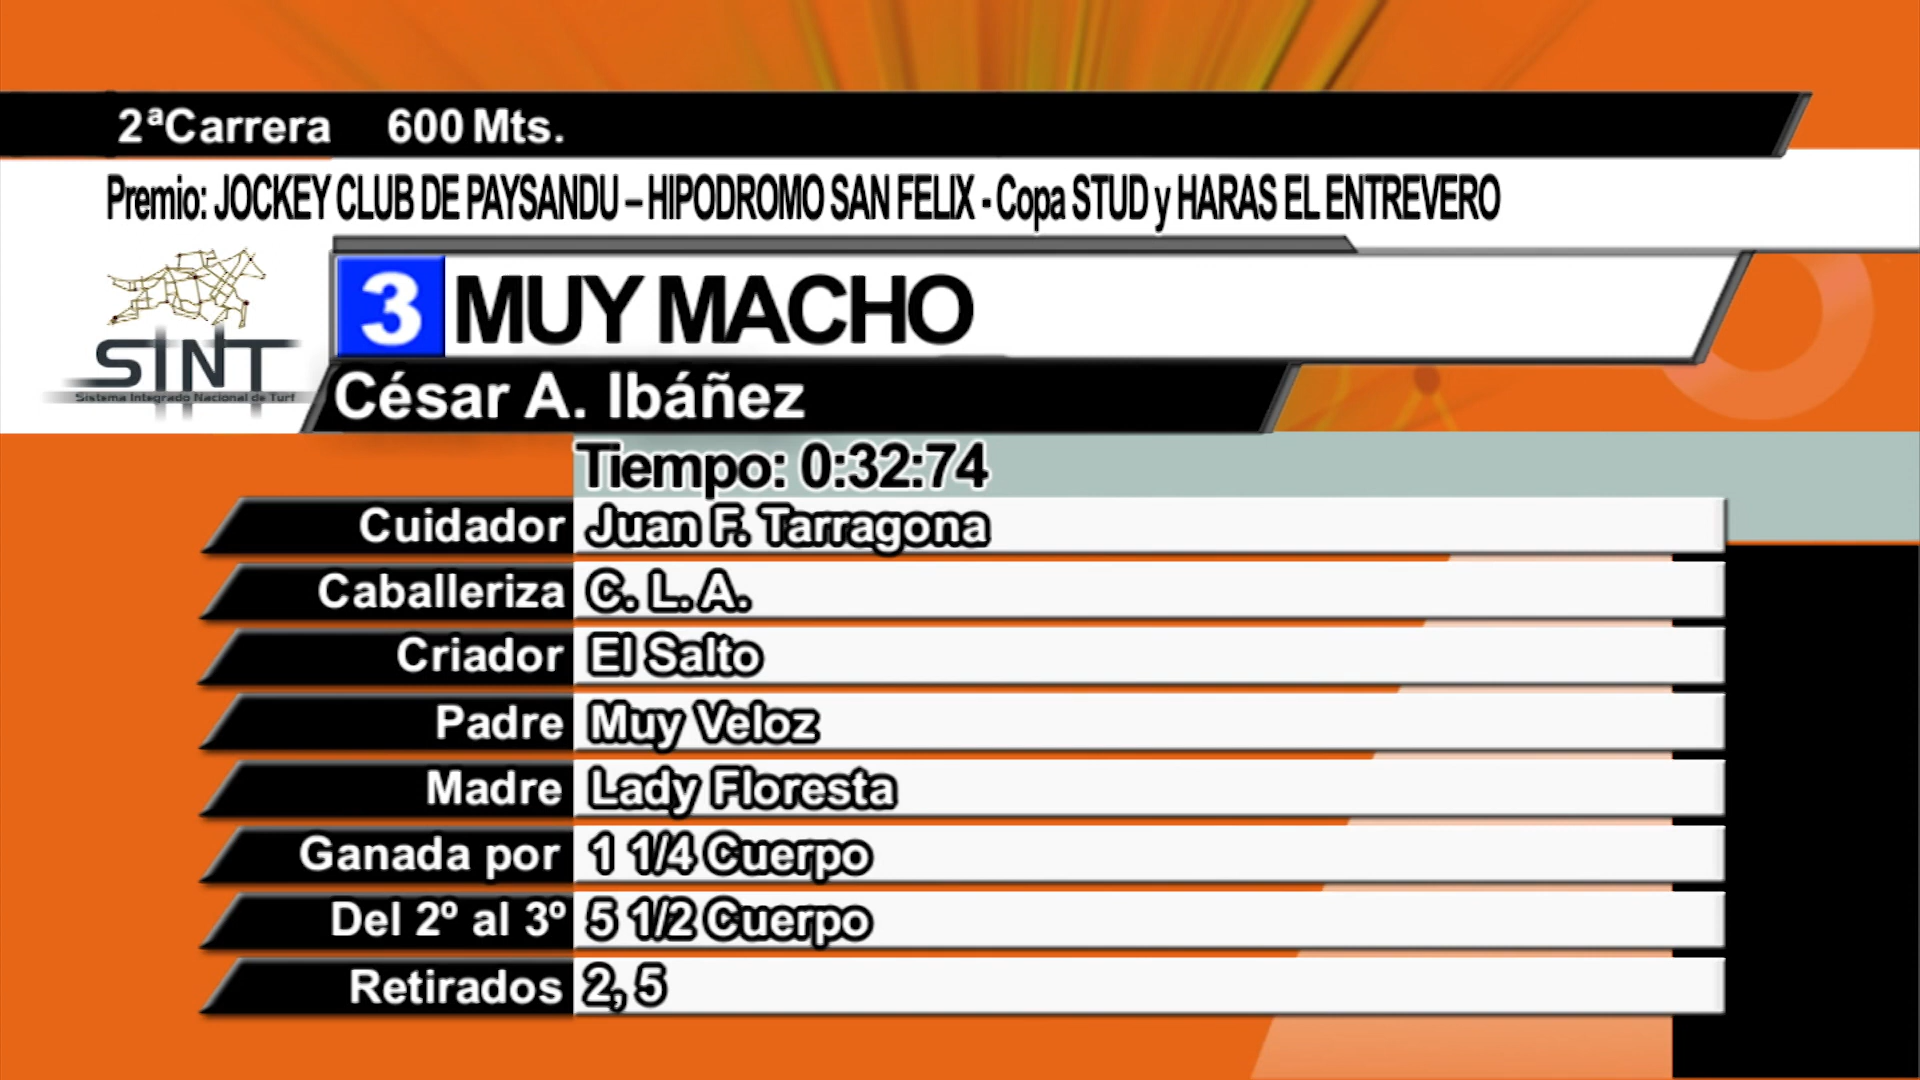 2ªCarrera 600 Mts.
Premio: JOCKEY CLUB DE PAYSANDU – HIPODROMO SAN FELIX - Copa STUD y HARAS EL ENTREVERO
3 MUY MACHO
SINT
Sistema Integrado Nacional de Turf
César A. Ibáñez
Tiempo: 0:32:74
Cuidador Juan F. Tarragona
Caballeriza C. L. A.
Criador El Salto
Padre Muy Veloz
Madre Lady Floresta
Ganada por 1 1/4 Cuerpo
Del 2º al 3º 5 1/2 Cuerpo
Retirados 2, 5